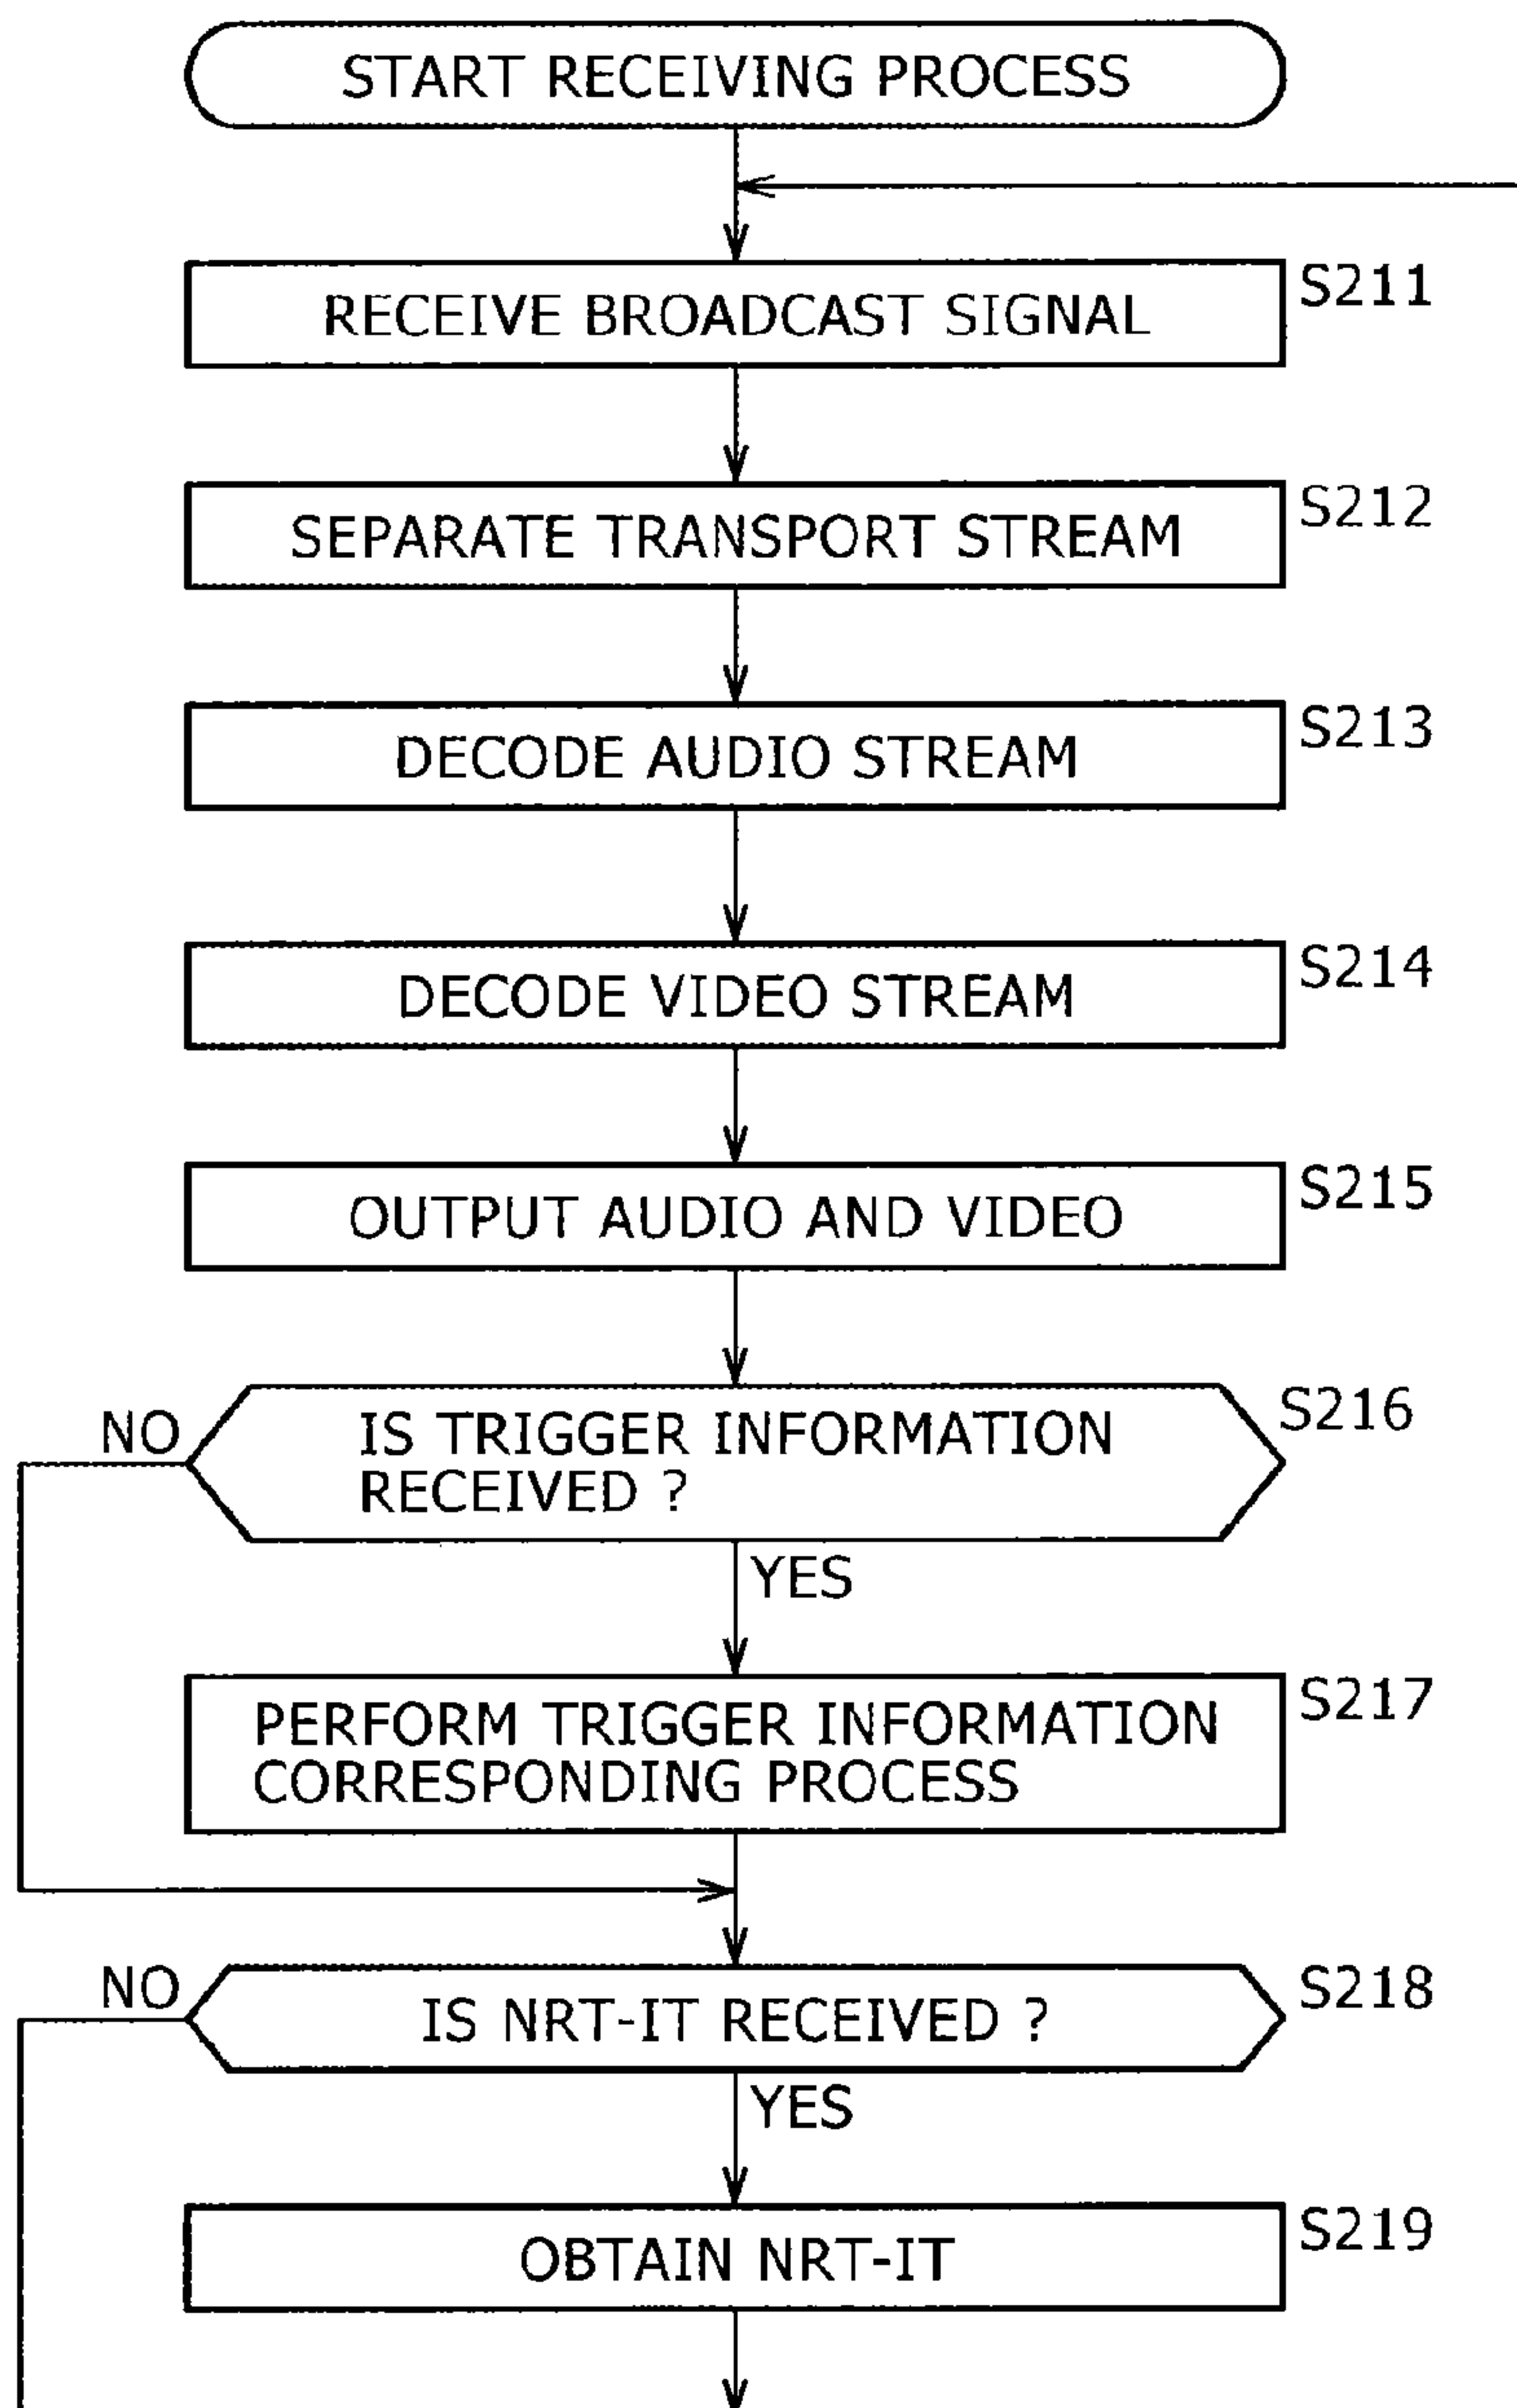 START RECEIVING PROCESS
RECEIVE BROADCAST SIGNAL
S211
SEPARATE TRANSPORT STREAM
S212
DECODE AUDIO STREAM
S213
DECODE VIDEO STREAM
S214
OUTPUT AUDIO AND VIDEO
S215
NO
IS TRIGGER INFORMATION
RECEIVED ?
S216
YES
PERFORM TRIGGER INFORMATION
CORRESPONDING PROCESS
S217
NO
IS NRT-IT RECEIVED ?
S218
YES
OBTAIN NRT-IT
S219